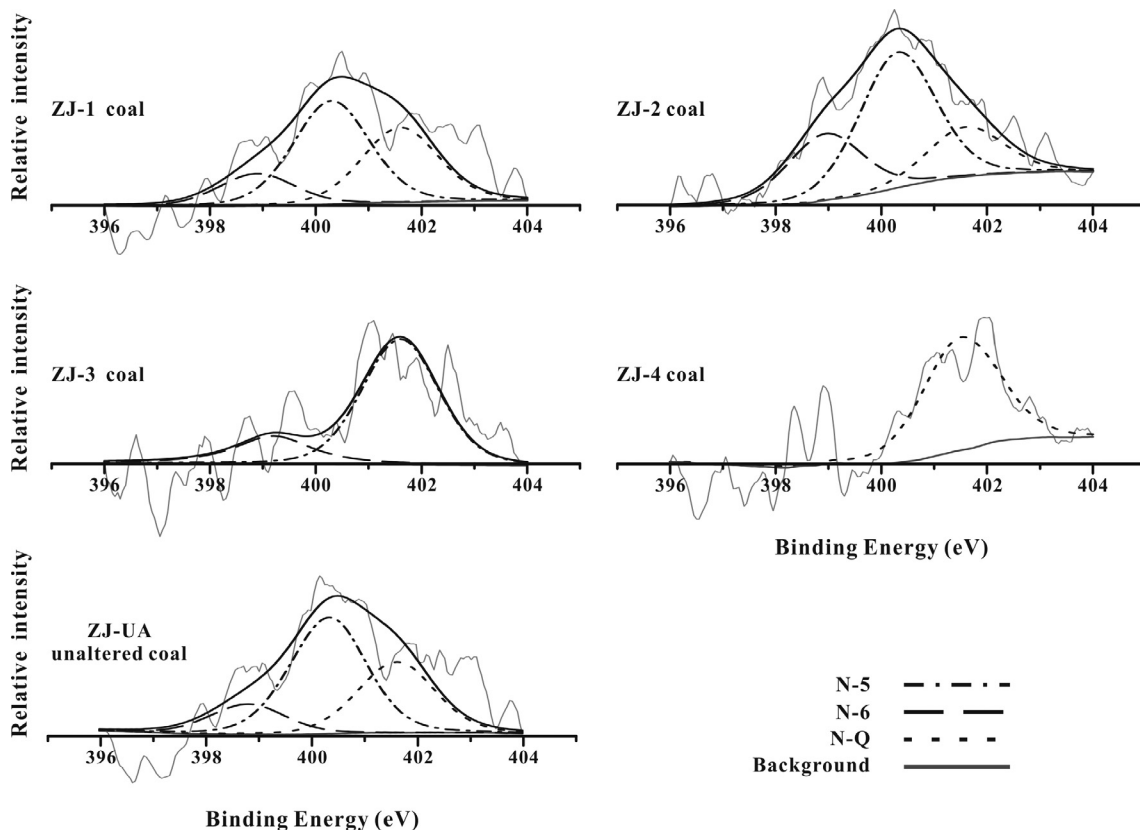 Relative intensity
ZJ-1 coal
396 398 400 402 404
ZJ-2 coal
396 398 400 402 404
Relative intensity
ZJ-3 coal
396 398 400 402 404
ZJ-4 coal
396 398 400 402 404
Binding Energy (eV)
Relative intensity
ZJ-UA
unaltered coal
396 398 400 402 404
Binding Energy (eV)
N-5
N-6
N-Q
Background